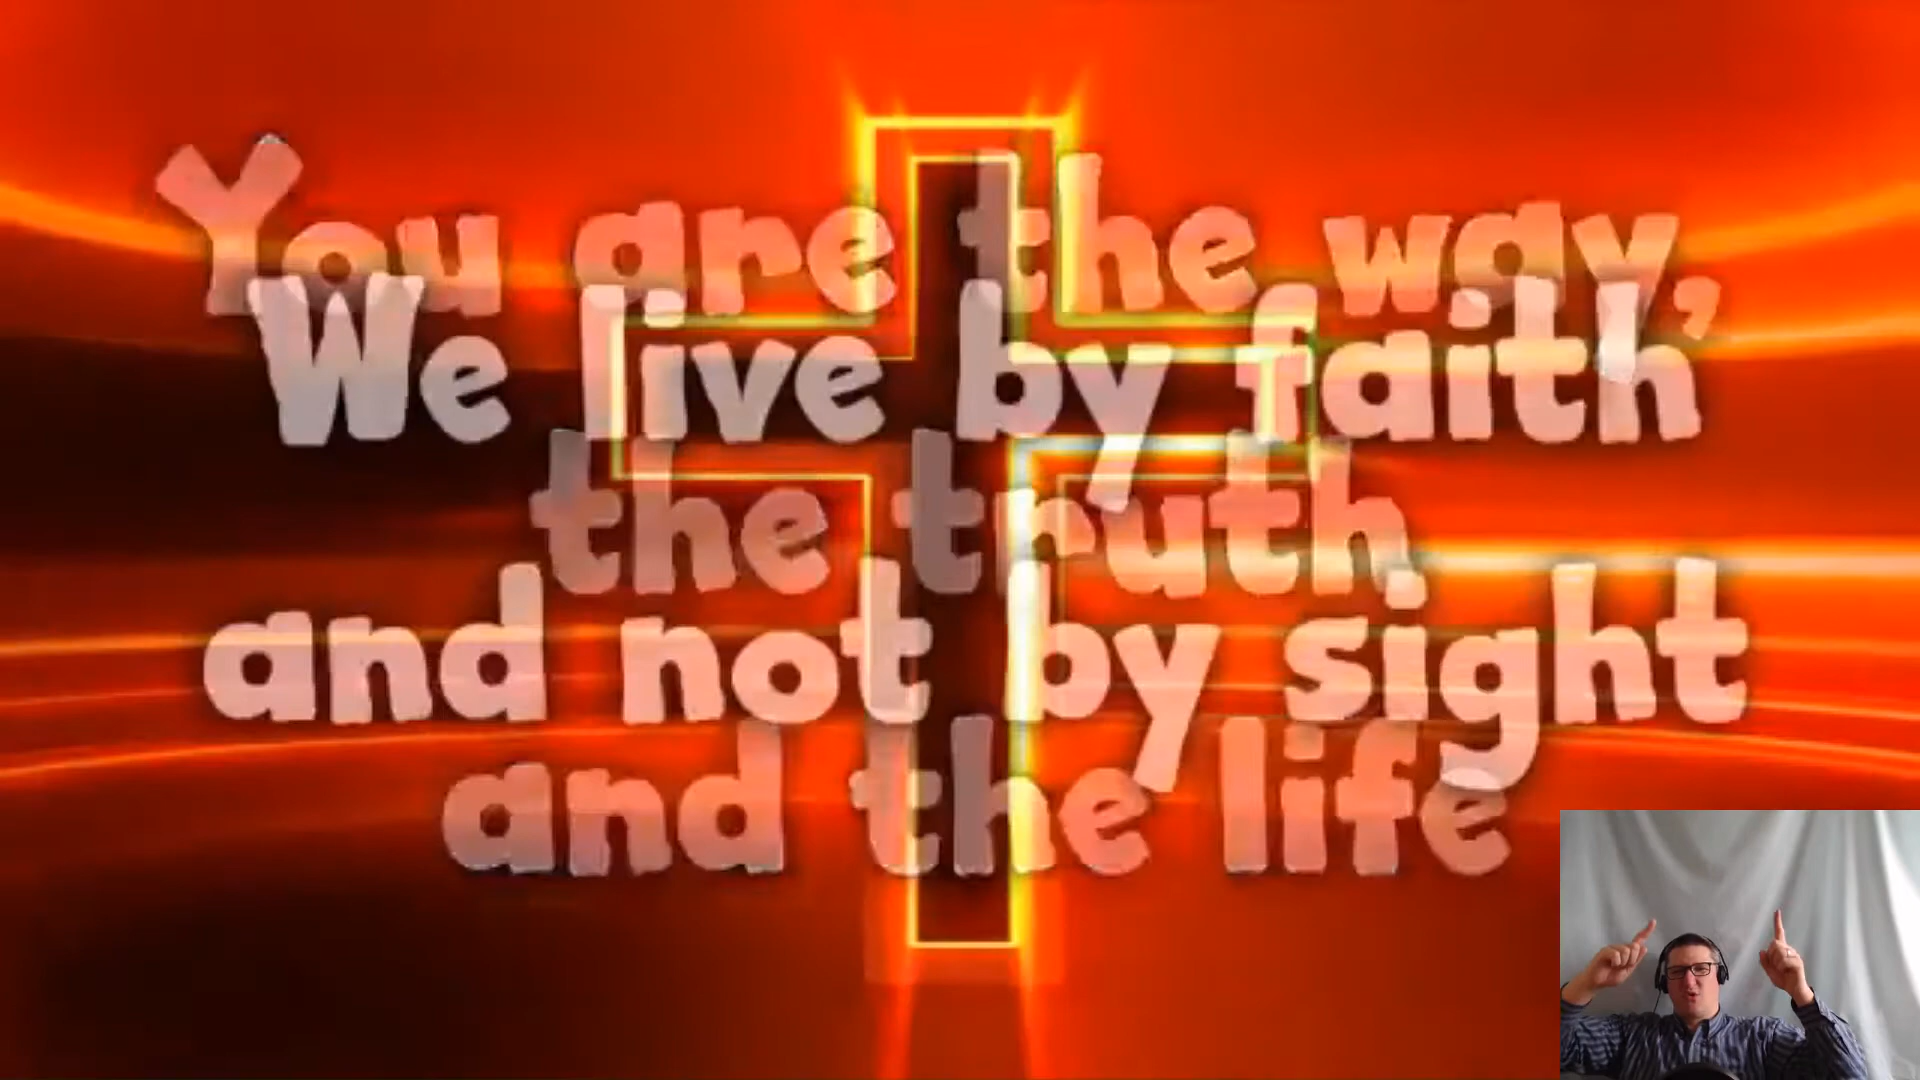 You are the way,
We live by faith
the truth
and not by sight
and the life